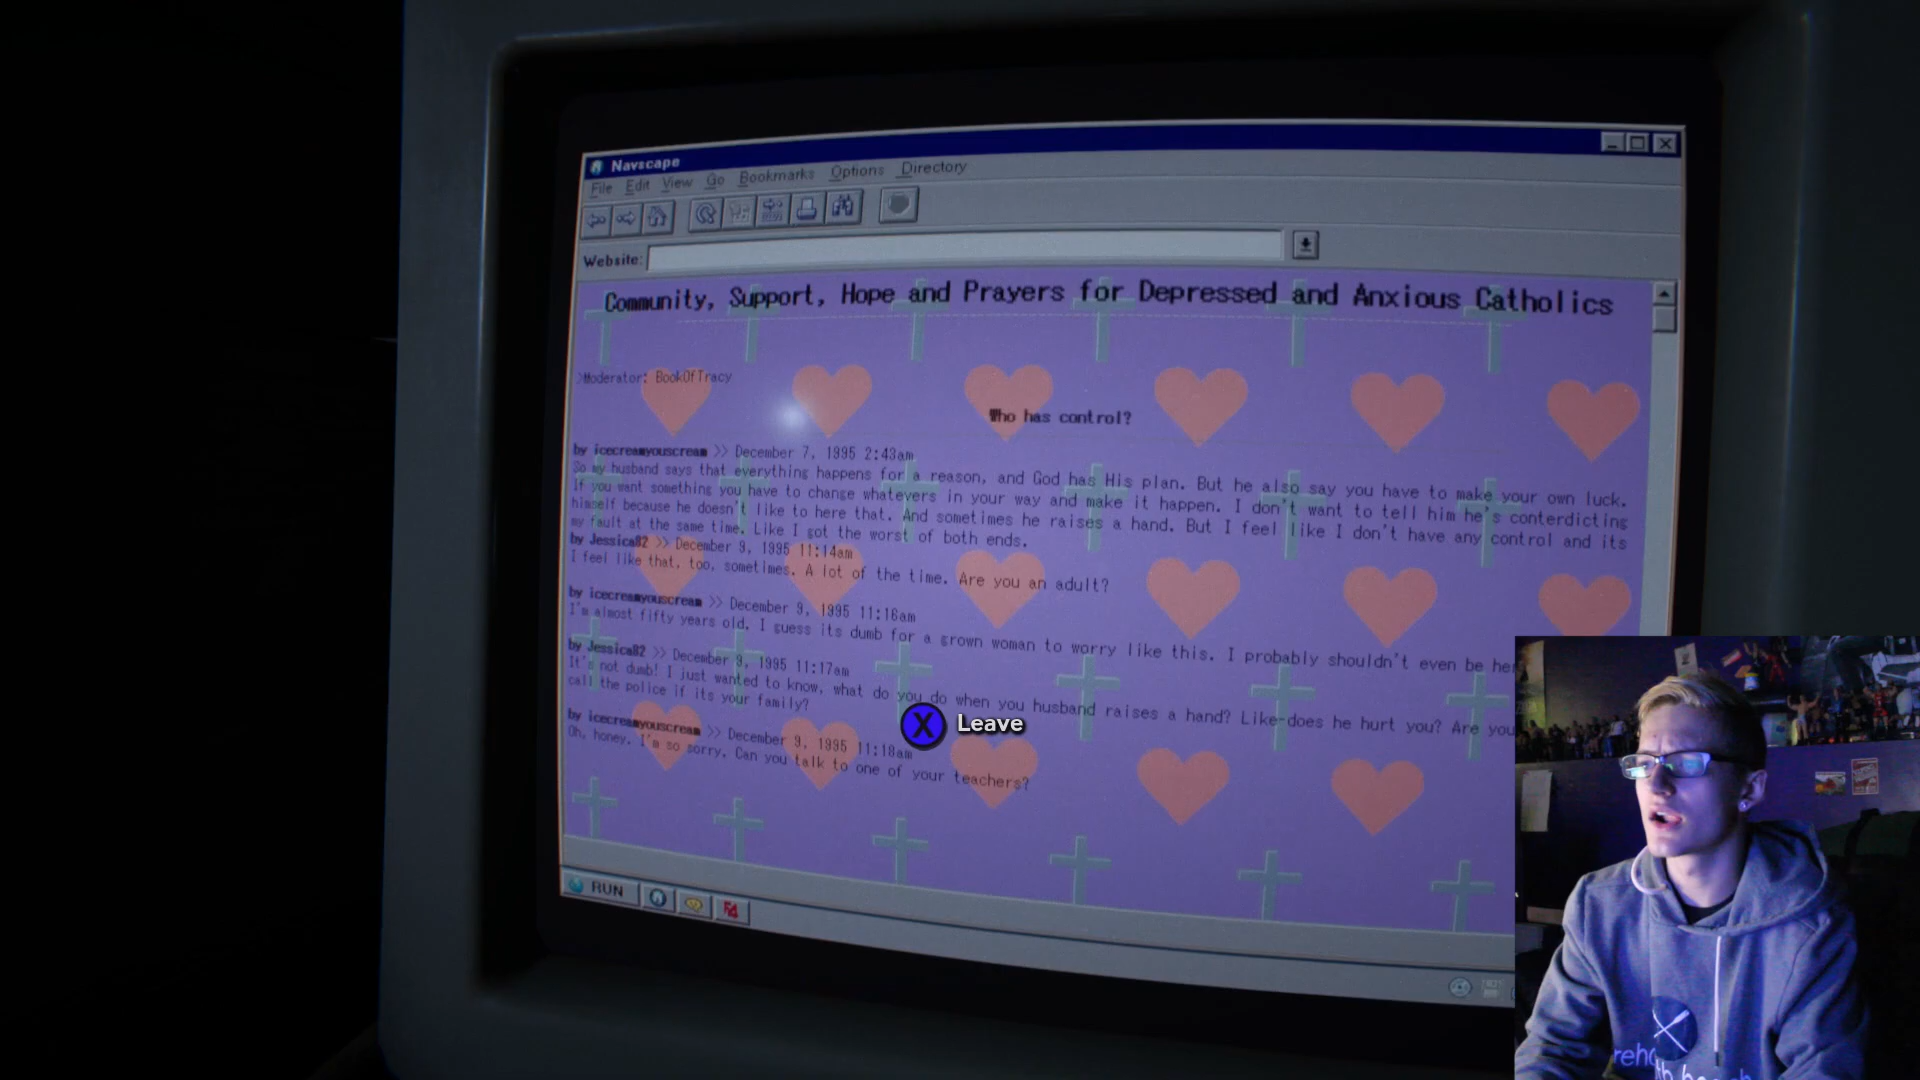 Navscape
File Edit View Go Bookmarks Options Directory
Website:
Community, Support, Hope and Prayers for Depressed and Anxious Catholics
>Moderator: BookOfTracy
Who has control?
by icecreamyouscream >> December 7, 1995 2:43am
So my husband says that everything happens for a reason, and God has His plan. But he also say you have to make your own luck.
If you want something you have to change whatevers in your way and make it happen. I don't want to tell him he's conterdicting
himself because he doesn't like to here that. And sometimes he raises a hand. But I feel like I don't have any control and its
my fault at the same time. Like I got the worst of both ends.
by Jessica82 >> December 9, 1995 11:14am
I feel like that, too, sometimes. A lot of the time. Are you an adult?
by icecreamyouscream >> December 9, 1995 11:16am
I'm almost fifty years old. I guess its dumb for a grown woman to worry like this. I probably shouldn't even be her
by Jessica82 >> December 9, 1995 11:17am
It's not dumb! I just wanted to know, what do you do when you husband raises a hand? Like-does he hurt you? Are you
call the police if its your family?
X Leave
by icecreamyouscream >> December 9, 1995 11:18am
Oh, honey. I'm so sorry. Can you talk to one of your teachers?
RUN